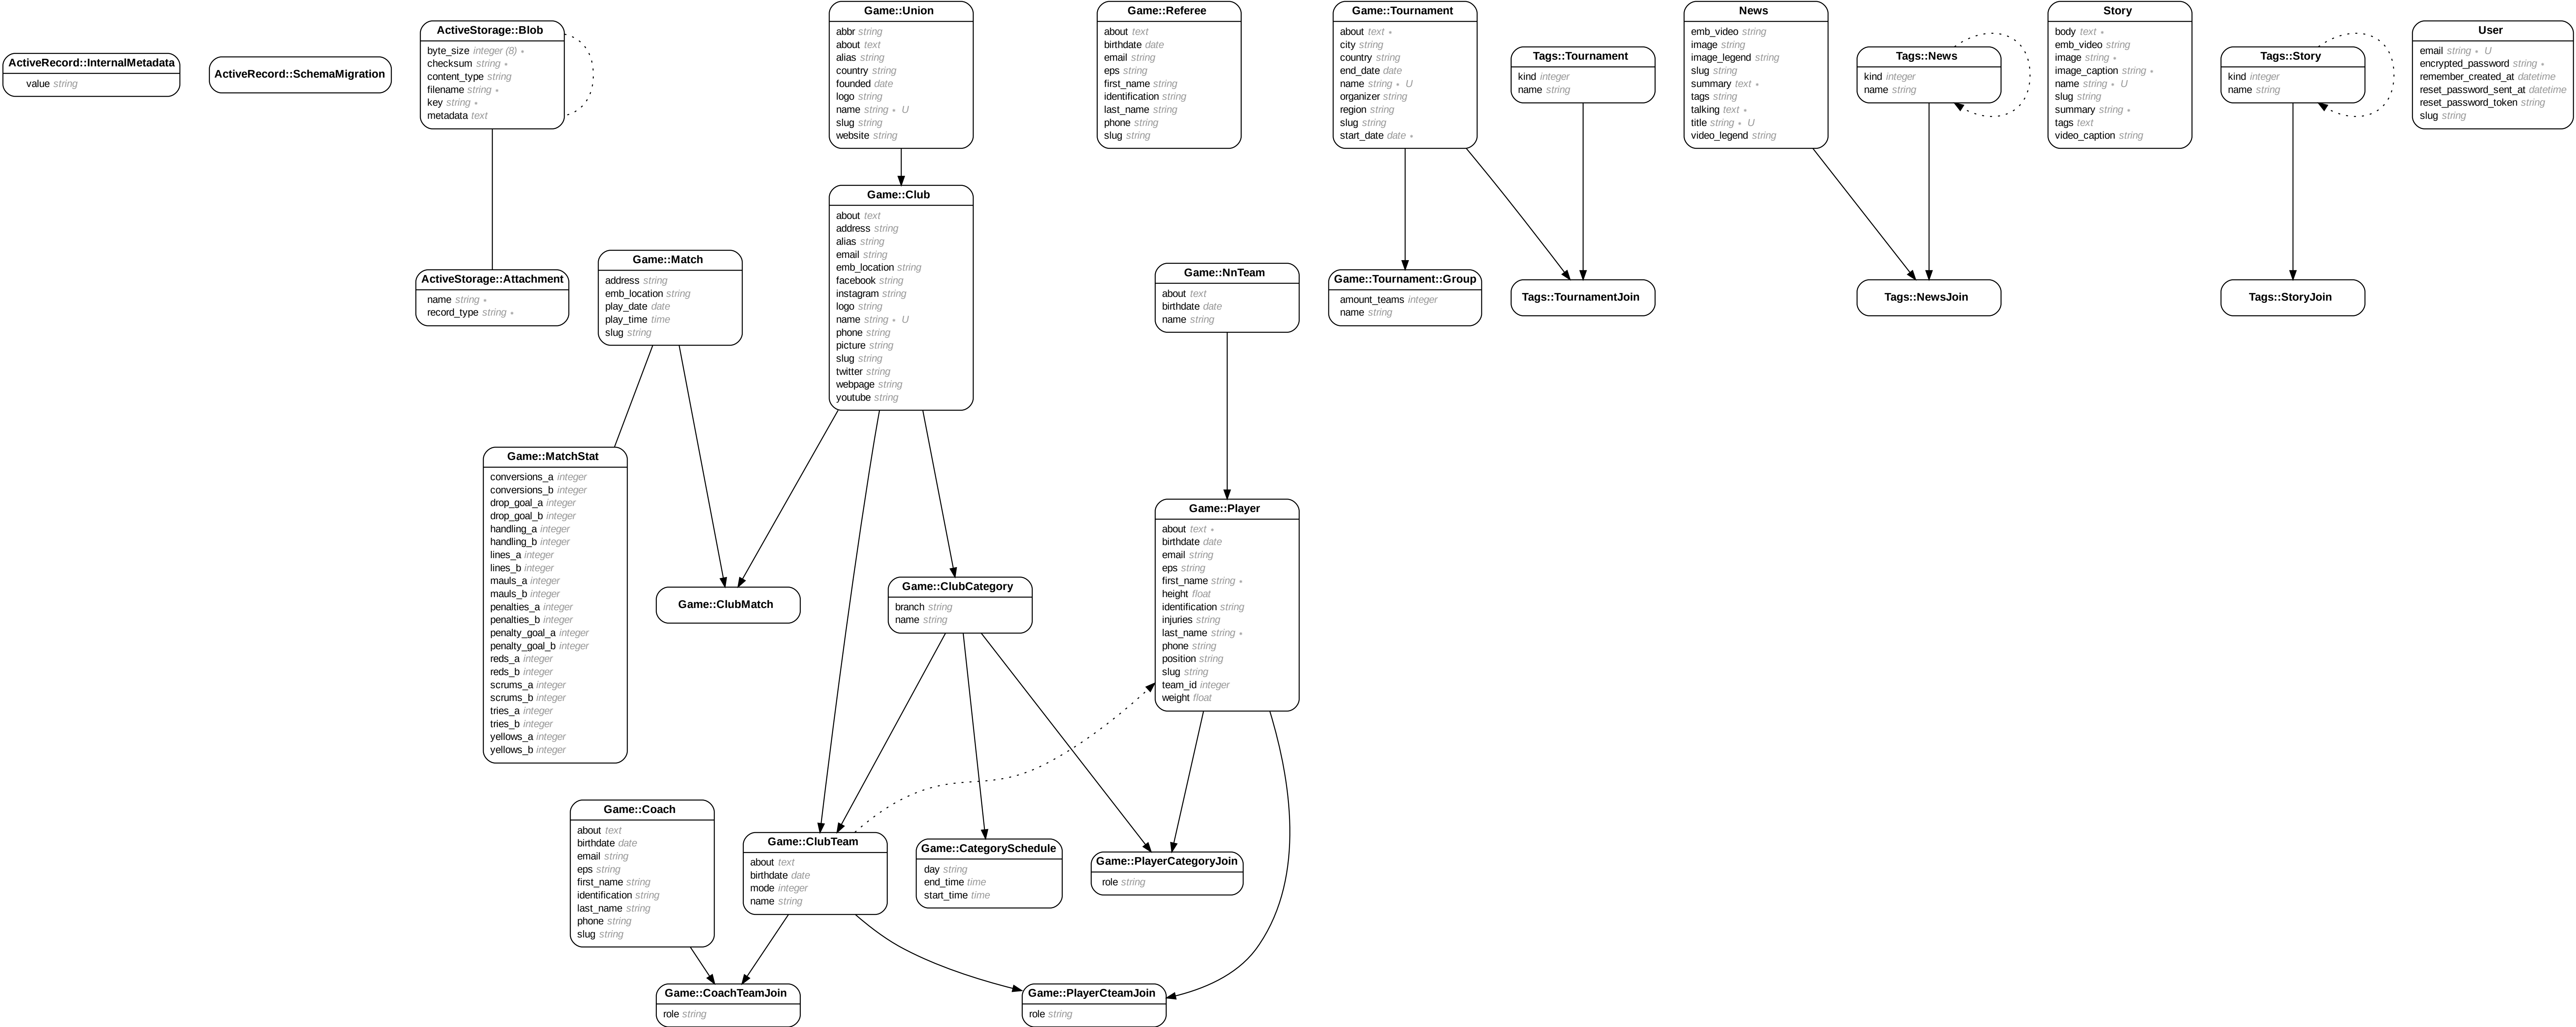 ActiveRecord::InternalMetadata
value string
ActiveRecord::SchemaMigration
ActiveStorage::Blob
byte_size integer (8) ∗
checksum string ∗
content_type string
filename string ∗
key string ∗
metadata text
ActiveStorage::Attachment
name string ∗
record_type string ∗
Game::Match
address string
emb_location string
play_date date
play_time time
slug string
Game::MatchStat
conversions_a integer
conversions_b integer
drop_goal_a integer
drop_goal_b integer
handling_a integer
handling_b integer
lines_a integer
lines_b integer
mauls_a integer
mauls_b integer
penalties_a integer
penalties_b integer
penalty_goal_a integer
penalty_goal_b integer
reds_a integer
reds_b integer
scrums_a integer
scrums_b integer
tries_a integer
tries_b integer
yellows_a integer
yellows_b integer
Game::Union
abbr string
about text
alias string
country string
founded date
logo string
name string ∗ U
slug string
website string
Game::Club
about text
address string
alias string
email string
emb_location string
facebook string
instagram string
logo string
name string ∗ U
phone string
picture string
slug string
twitter string
webpage string
youtube string
Game::ClubMatch
Game::ClubCategory
branch string
name string
Game::Coach
about text
birthdate date
email string
eps string
first_name string
identification string
last_name string
phone string
slug string
Game::ClubTeam
about text
birthdate date
mode integer
name string
Game::CategorySchedule
day string
end_time time
start_time time
Game::PlayerCategoryJoin
role string
Game::CoachTeamJoin
role string
Game::PlayerCteamJoin
role string
Game::Referee
about text
birthdate date
email string
eps string
first_name string
identification string
last_name string
phone string
slug string
Game::NnTeam
about text
birthdate date
name string
Game::Player
about text ∗
birthdate date
email string
eps string
first_name string ∗
height float
identification string
injuries string
last_name string ∗
phone string
position string
slug string
team_id integer
weight float
Game::Tournament
about text ∗
city string
country string
end_date date
name string ∗ U
organizer string
region string
slug string
start_date date ∗
Game::Tournament::Group
amount_teams integer
name string
Tags::Tournament
kind integer
name string
Tags::TournamentJoin
News
emb_video string
image string
image_legend string
slug string
summary text ∗
tags string
talking text ∗
title string ∗ U
video_legend string
Tags::News
kind integer
name string
Tags::NewsJoin
Story
body text ∗
emb_video string
image string ∗
image_caption string ∗
name string ∗ U
slug string
summary string ∗
tags text
video_caption string
Tags::Story
kind integer
name string
Tags::StoryJoin
User
email string ∗ U
encrypted_password string ∗
remember_created_at datetime
reset_password_sent_at datetime
reset_password_token string
slug string